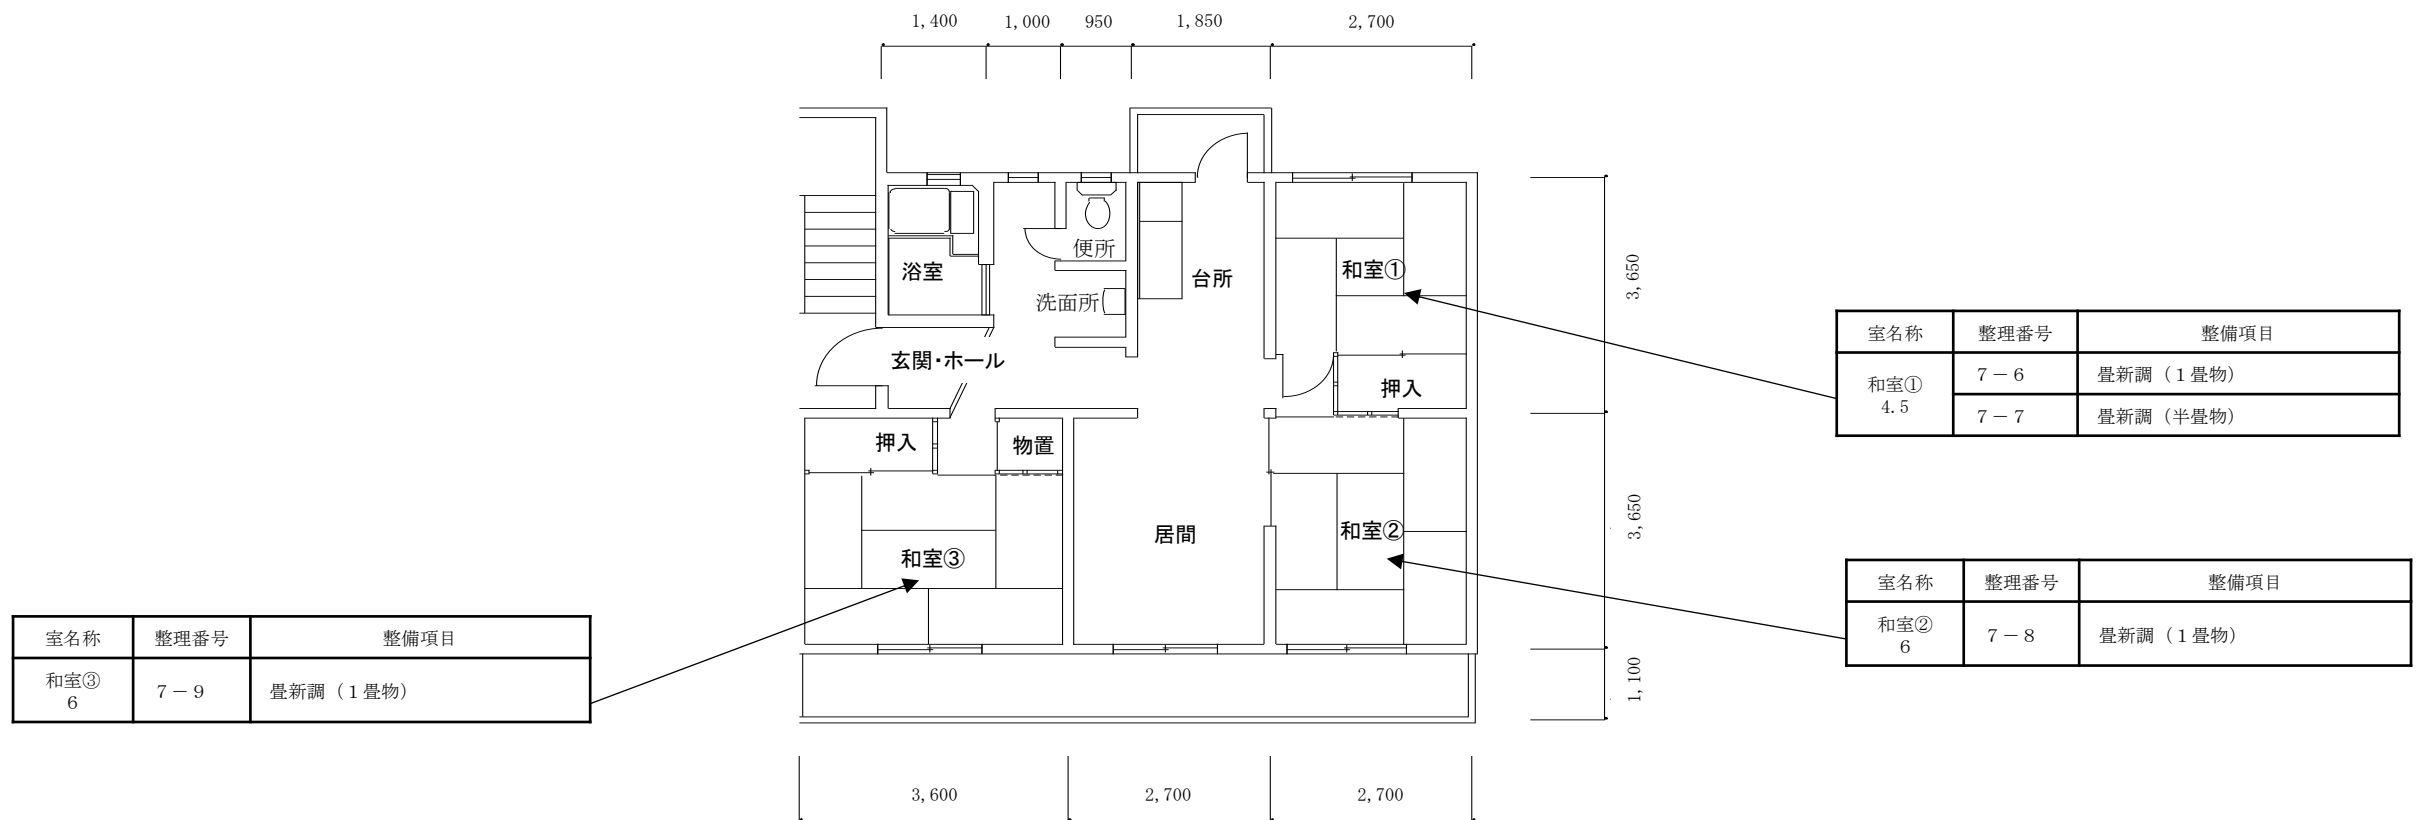 1,400 1,000 950 1,850 2,700
浴室
便所
洗面所
台所
和室①
3,650
玄関・ホール
押入
室名称 整理番号 整備項目
和室① 4.5 7－6 畳新調（１畳物）
7－7 畳新調（半畳物）
押入
物置
居間
和室②
和室③
3,650
室名称 整理番号 整備項目
和室② 6 7－8 畳新調（１畳物）
室名称 整理番号 整備項目
和室③ 6 7－9 畳新調（１畳物）
1,100
3,600 2,700 2,700